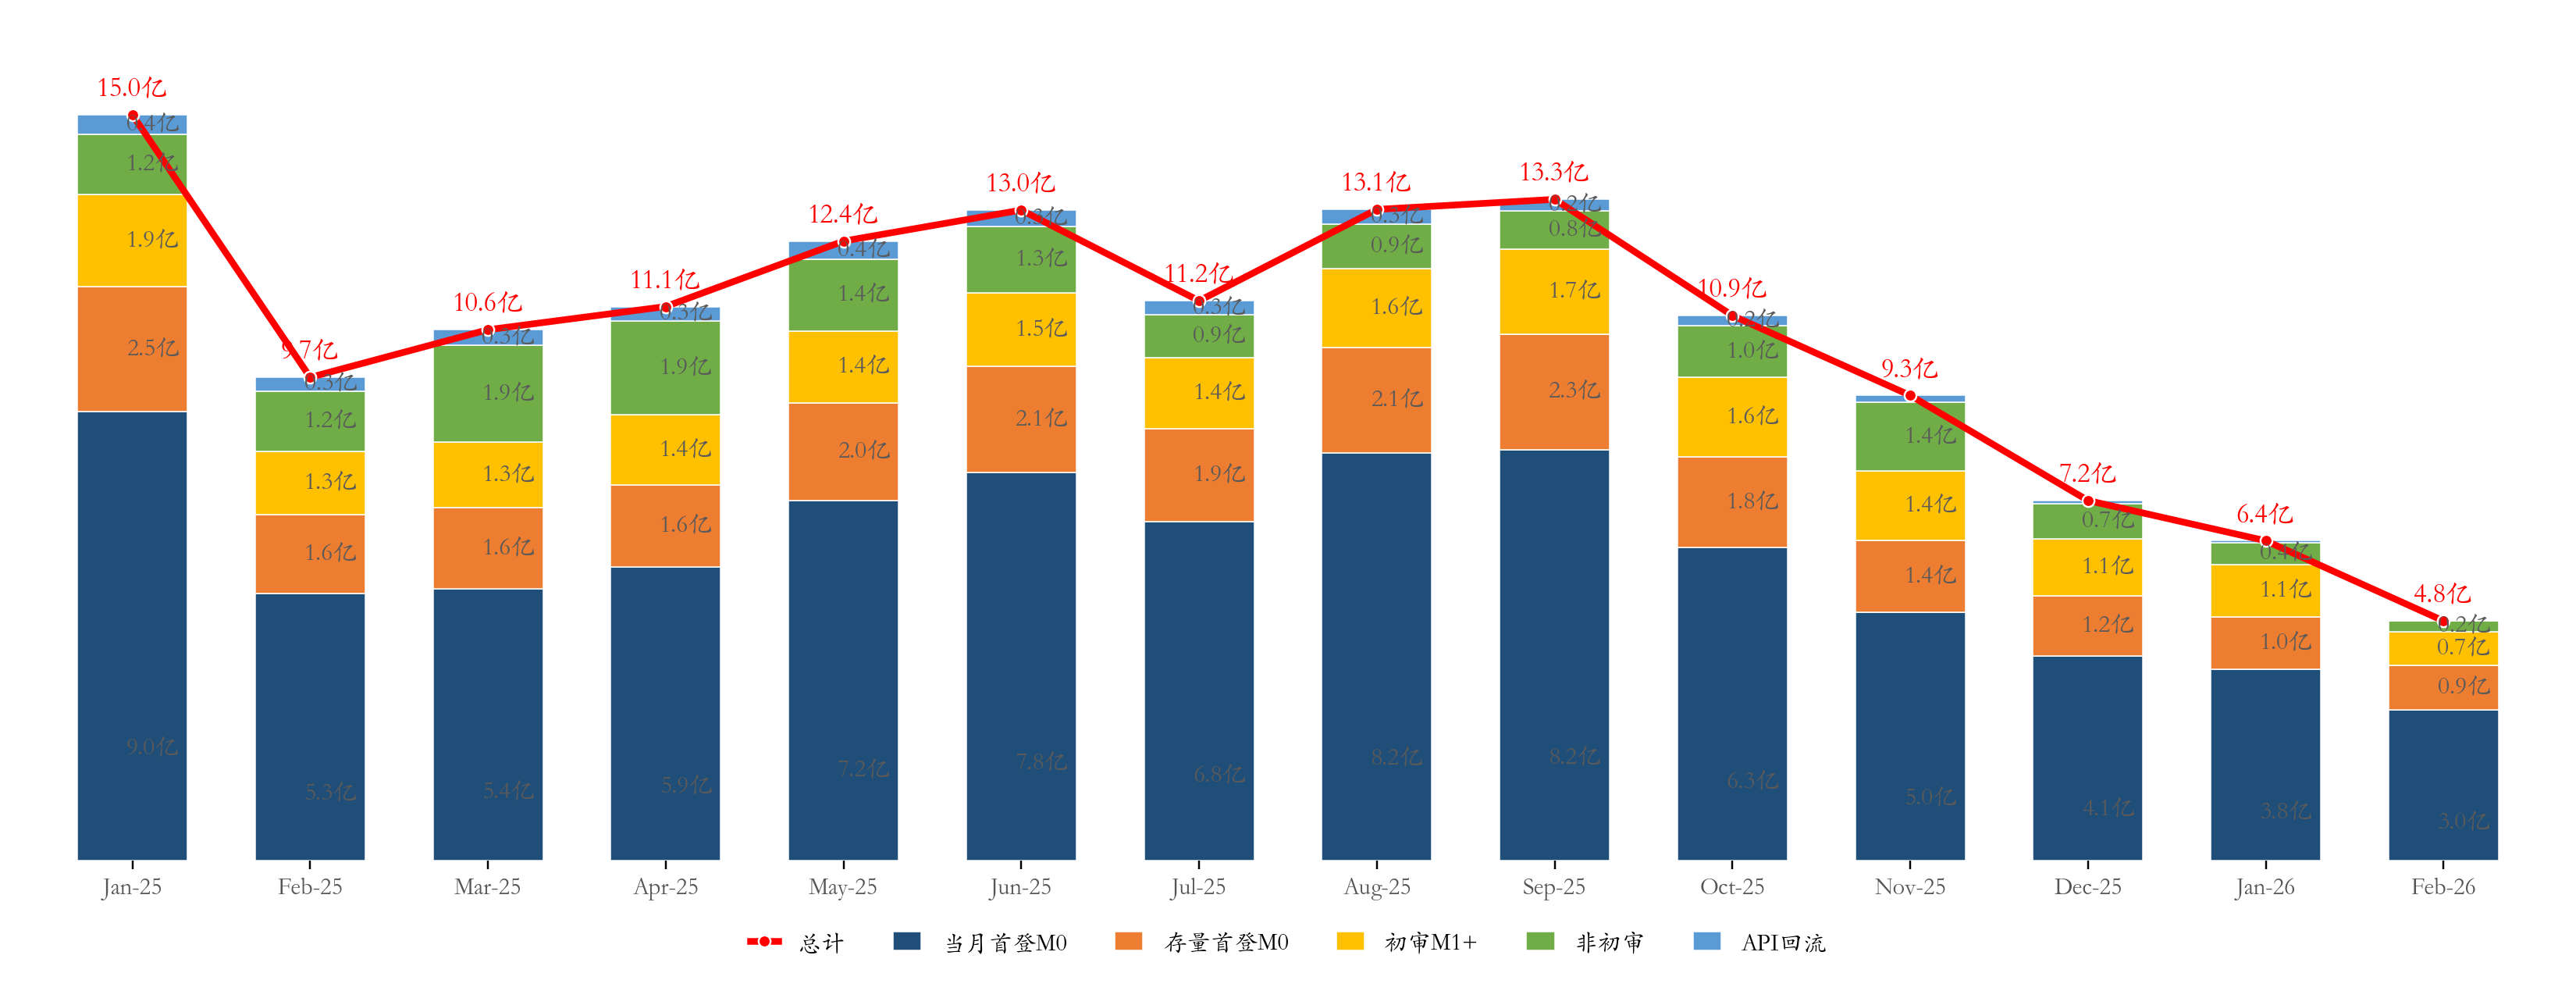 15.0亿
0.4亿
1.2亿
1.9亿
2.5亿
9.0亿
9.7亿
0.3亿
1.2亿
1.3亿
1.6亿
5.3亿
10.6亿
0.3亿
1.9亿
1.3亿
1.6亿
5.4亿
11.1亿
0.3亿
1.9亿
1.4亿
1.6亿
5.9亿
12.4亿
0.4亿
1.4亿
1.4亿
2.0亿
7.2亿
13.0亿
0.3亿
1.3亿
1.5亿
2.1亿
7.8亿
11.2亿
0.3亿
0.9亿
1.4亿
1.9亿
6.8亿
13.1亿
0.3亿
0.9亿
1.6亿
2.1亿
8.2亿
13.3亿
0.2亿
0.8亿
1.7亿
2.3亿
8.2亿
10.9亿
0.2亿
1.0亿
1.6亿
1.8亿
6.3亿
9.3亿
1.4亿
1.4亿
1.4亿
5.0亿
7.2亿
0.7亿
1.1亿
1.2亿
4.1亿
6.4亿
0.4亿
1.1亿
1.0亿
3.8亿
4.8亿
0.2亿
0.7亿
0.9亿
3.0亿
Jan-25 Feb-25 Mar-25 Apr-25 May-25 Jun-25 Jul-25 Aug-25 Sep-25 Oct-25 Nov-25 Dec-25 Jan-26 Feb-26
总计 当月首登M0 存量首登M0 初审M1+ 非初审 API回流